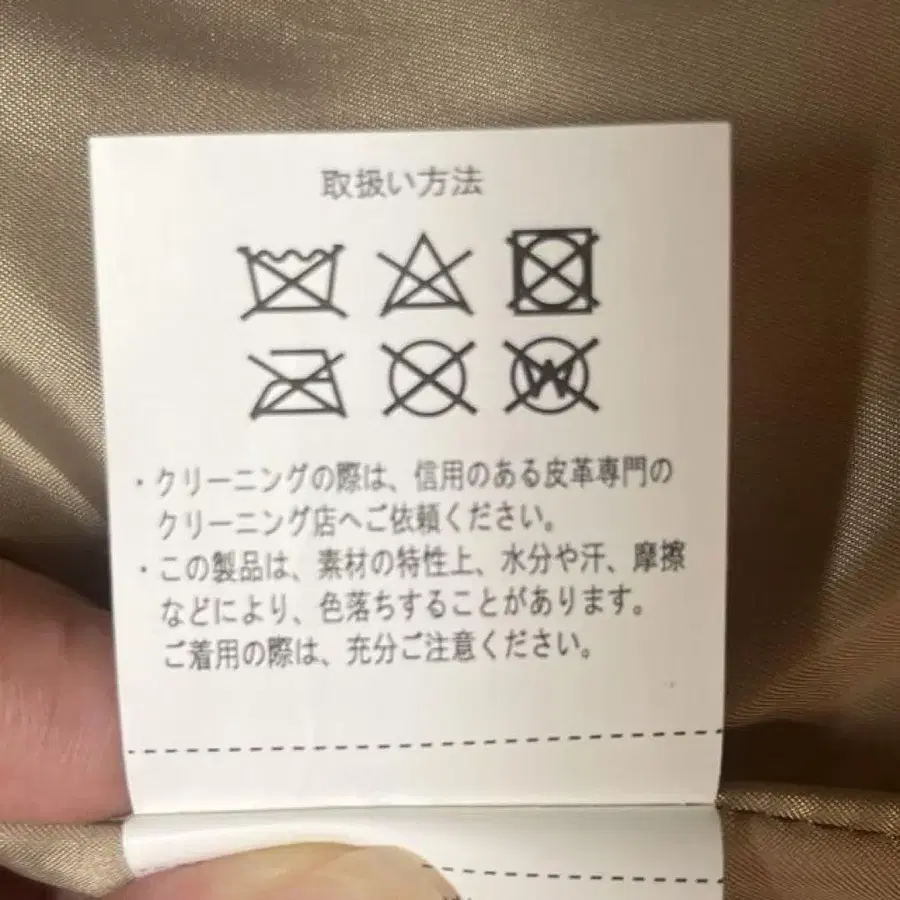 取扱い方法
W
・クリーニングの際は、信用のある皮革専門の
クリーニング店へご依頼ください。
・この製品は、素材の特性上、水分や汗、摩擦
などにより、色落ちすることがあります。
ご着用の際は、充分ご注意ください。